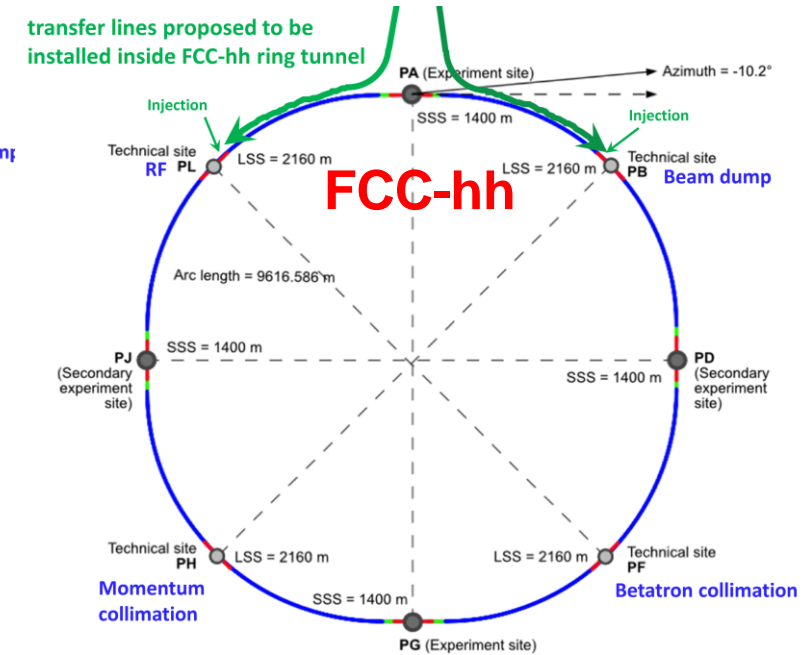 transfer lines proposed to be
installed inside FCC-hh ring tunnel
PA (Experiment site)
Azimuth = -10.2°
Injection
SSS = 1400 m
Injection
Technical site
PL
RF
LSS = 2160 m
LSS = 2160 m
Technical site
PB
Beam dump
FCC-hh
Arc length = 9616.586 m
PJ
(Secondary
experiment
site)
SSS = 1400 m
SSS = 1400 m
PD
(Secondary
experiment
site)
Technical site
PH
LSS = 2160 m
Momentum
collimation
LSS = 2160 m
Technical site
PF
Betatron collimation
SSS = 1400 m
PG (Experiment site)